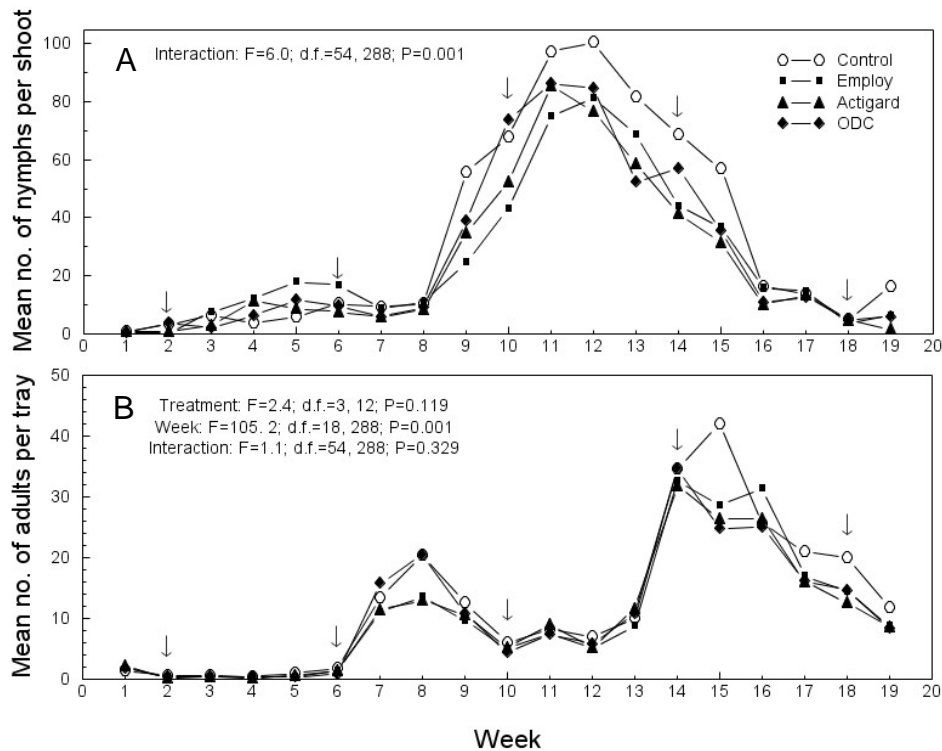 A
Interaction: F=6.0; d.f.=54, 288; P=0.001
Control
Employ
Actigard
ODC
Mean no. of nymphs per shoot
100
80
60
40
20
0
0 1 2 3 4 5 6 7 8 9 10 11 12 13 14 15 16 17 18 19 20
B
Treatment: F=2.4; d.f.=3, 12; P=0.119
Week: F=105. 2; d.f.=18, 288; P=0.001
Interaction: F=1.1; d.f.=54, 288; P=0.329
Mean no. of adults per tray
50
40
30
20
10
0
0 1 2 3 4 5 6 7 8 9 10 11 12 13 14 15 16 17 18 19 20
Week